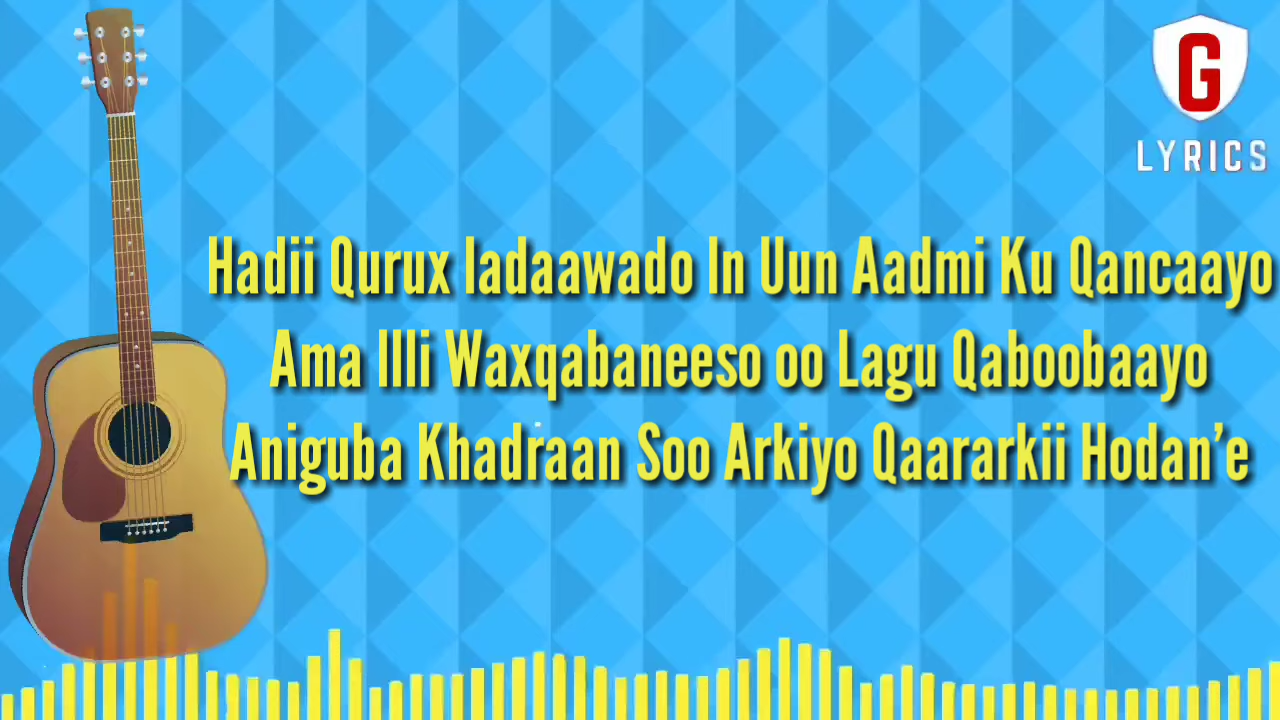 G
LYRICS
Hadii Qurux Iadaawado In Uun Aadmi Ku Qancaayo
Ama Illi Waxqabaneeso oo Lagu Qaboobaayo
Aniguba Khadraan Soo Arkiyo Qaararkii Hodan’e